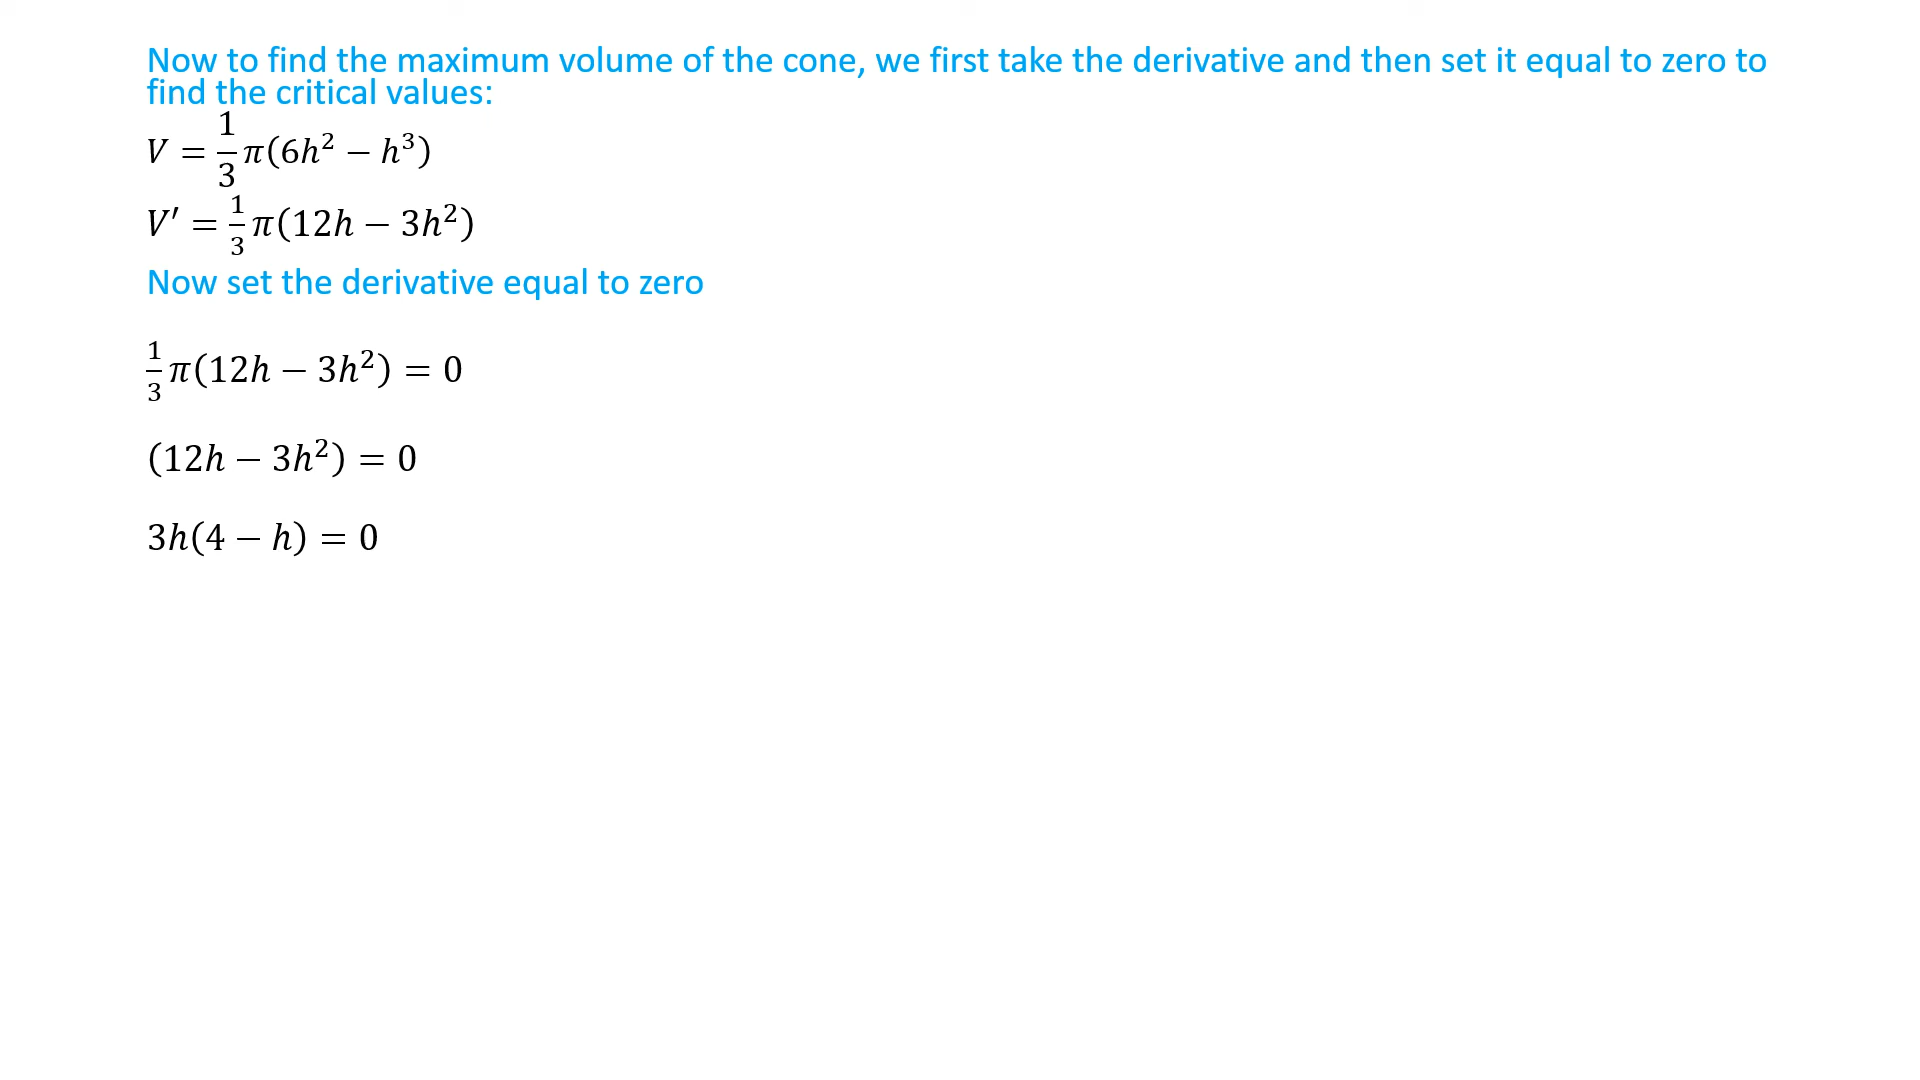 Now to find the maximum volume of the cone, we first take the derivative and then set it equal to zero to
find the critical values:
V = 1/3 π(6h² − h³)
V′ = 1/3 π(12h − 3h²)
Now set the derivative equal to zero
1/3 π(12h − 3h²) = 0
(12h − 3h²) = 0
3h(4 − h) = 0